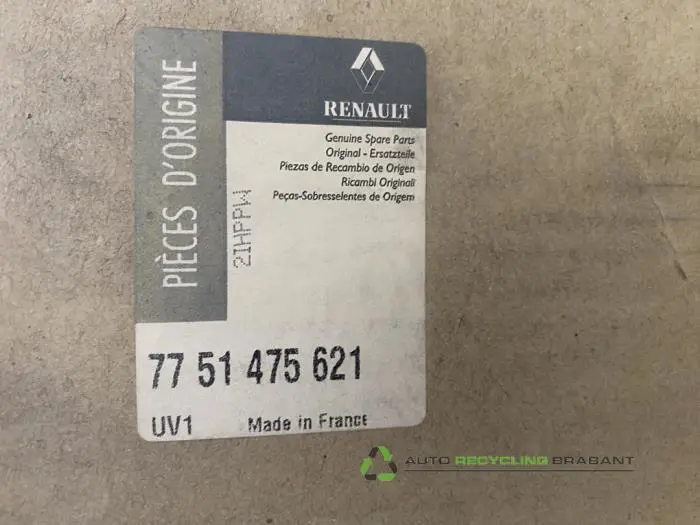 PIÈCES D'ORIGINE
RENAULT
Genuine Spare Parts
Original - Ersatzteile
Piezas de Recambio de Origen
Ricambi Originali
Peças-Sobresselentes de Origem
2IHPPW
77 51 475 621
UV1 Made in France
AUTO RECYCLING BRABANT